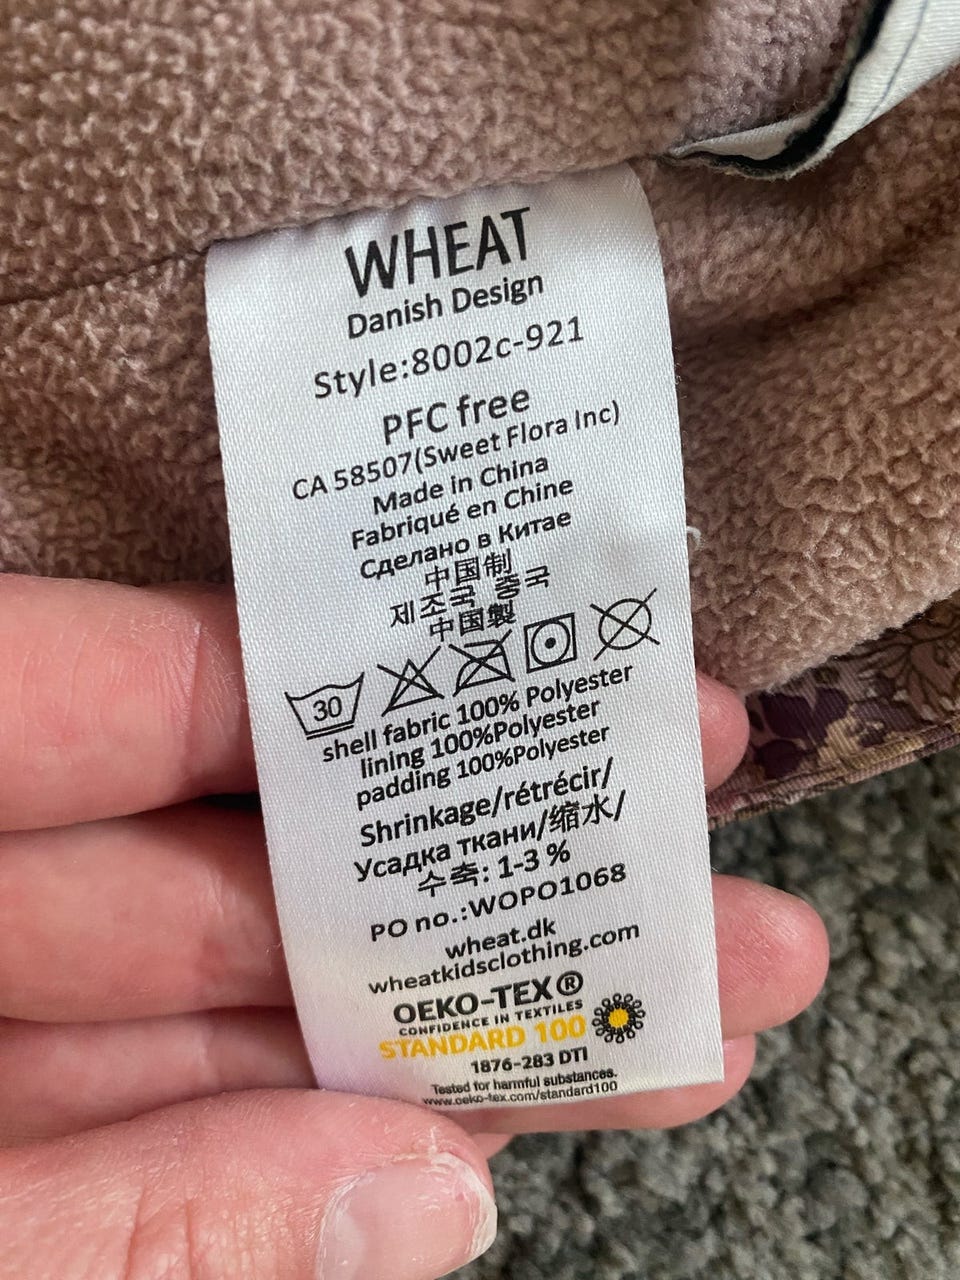 WHEAT
Danish Design
Style:8002c-921
PFC free
CA 58507(Sweet Flora Inc)
Made in China
Fabriqué en Chine
Сделано в Китае
中国制
제조국 중국
中国製
30
shell fabric 100% Polyester
lining 100%Polyester
padding 100%Polyester
Shrinkage/rétrécir/
Усадка ткани/缩水/
수축: 1-3 %
PO no.:WOPO1068
wheat.dk
wheatkidsclothing.com
OEKO-TEX®
CONFIDENCE IN TEXTILES
STANDARD 100
1876-283 DTI
Tested for harmful substances.
www.oeko-tex.com/standard100